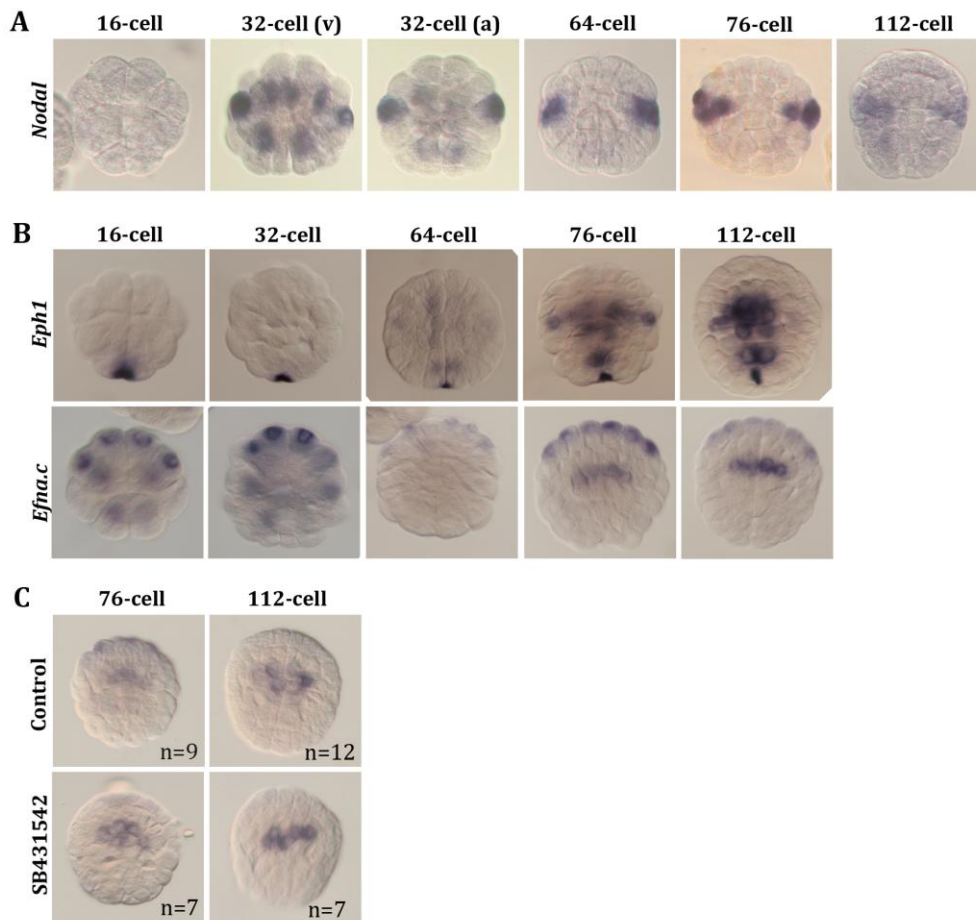 A
16-cell 32-cell (v) 32-cell (a) 64-cell 76-cell 112-cell
Nodal
B
16-cell 32-cell 64-cell 76-cell 112-cell
Eph1
Efna.c
C
76-cell 112-cell
Control
n=9 n=12
SB431542
n=7 n=7